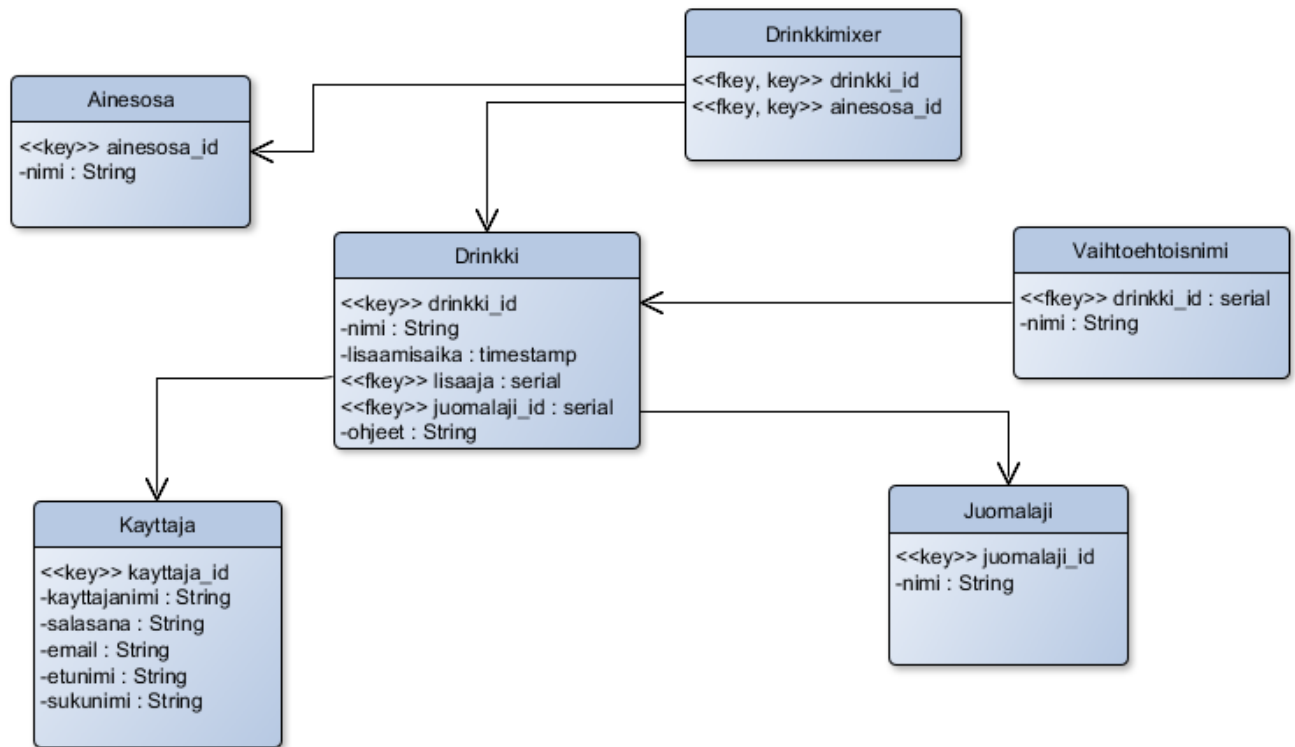 Drinkkimixer
<<fkey, key>> drinkki_id
<<fkey, key>> ainesosa_id
Ainesosa
<<key>> ainesosa_id
-nimi : String
Drinkki
<<key>> drinkki_id
-nimi : String
-lisaamisaika : timestamp
<<fkey>> lisaaja : serial
<<fkey>> juomalaji_id : serial
-ohjeet : String
Vaihtoehtoisnimi
<<fkey>> drinkki_id : serial
-nimi : String
Kayttaja
<<key>> kayttaja_id
-kayttajanimi : String
-salasana : String
-email : String
-etunimi : String
-sukunimi : String
Juomalaji
<<key>> juomalaji_id
-nimi : String